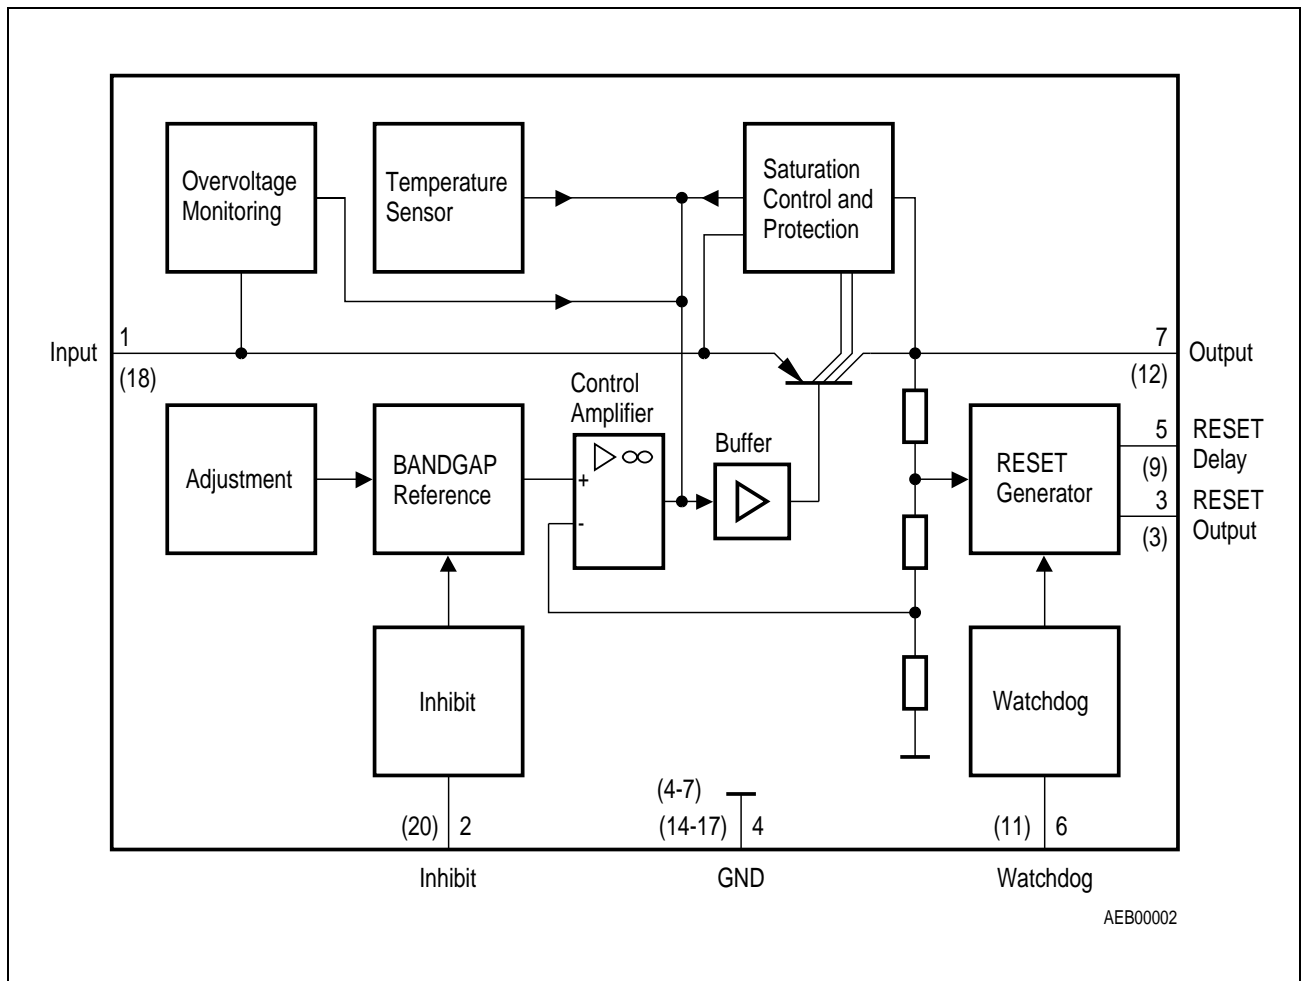 Overvoltage
Monitoring
Temperature
Sensor
Saturation
Control and
Protection
Input
1
(18)
7
(12)
Output
Control
Amplifier
Buffer
Adjustment
BANDGAP
Reference
∞
+
-
RESET
Generator
5
(9)
RESET
Delay
3
(3)
RESET
Output
Inhibit
Watchdog
(20) 2
(4-7)
(14-17) 4
(11) 6
Inhibit
GND
Watchdog
AEB00002